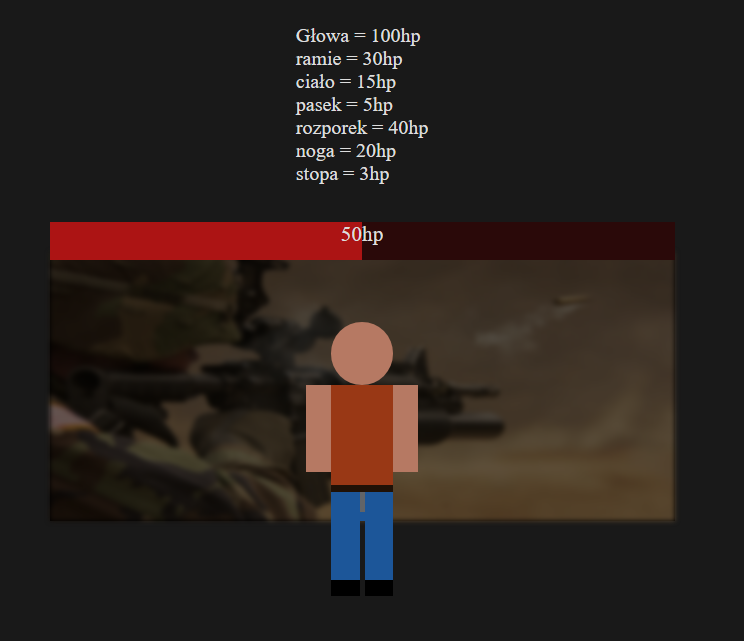 Głowa = 100hp
ramie = 30hp
ciało = 15hp
pasek = 5hp
rozporek = 40hp
noga = 20hp
stopa = 3hp
50hp